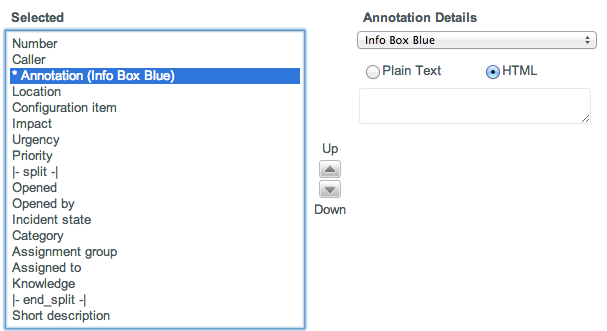 Selected
Number
Caller
* Annotation (Info Box Blue)
Location
Configuration item
Impact
Urgency
Priority
|- split -|
Opened
Opened by
Incident state
Category
Assignment group
Assigned to
Knowledge
|- end_split -|
Short description
Up
Down
Annotation Details
Info Box Blue
Plain Text
HTML